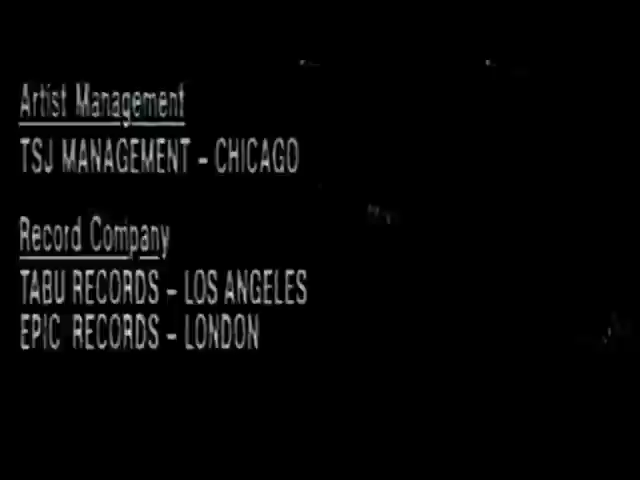 Artist Management
TSJ MANAGEMENT – CHICAGO
Record Company
TABU RECORDS – LOS ANGELES
EPIC RECORDS – LONDON